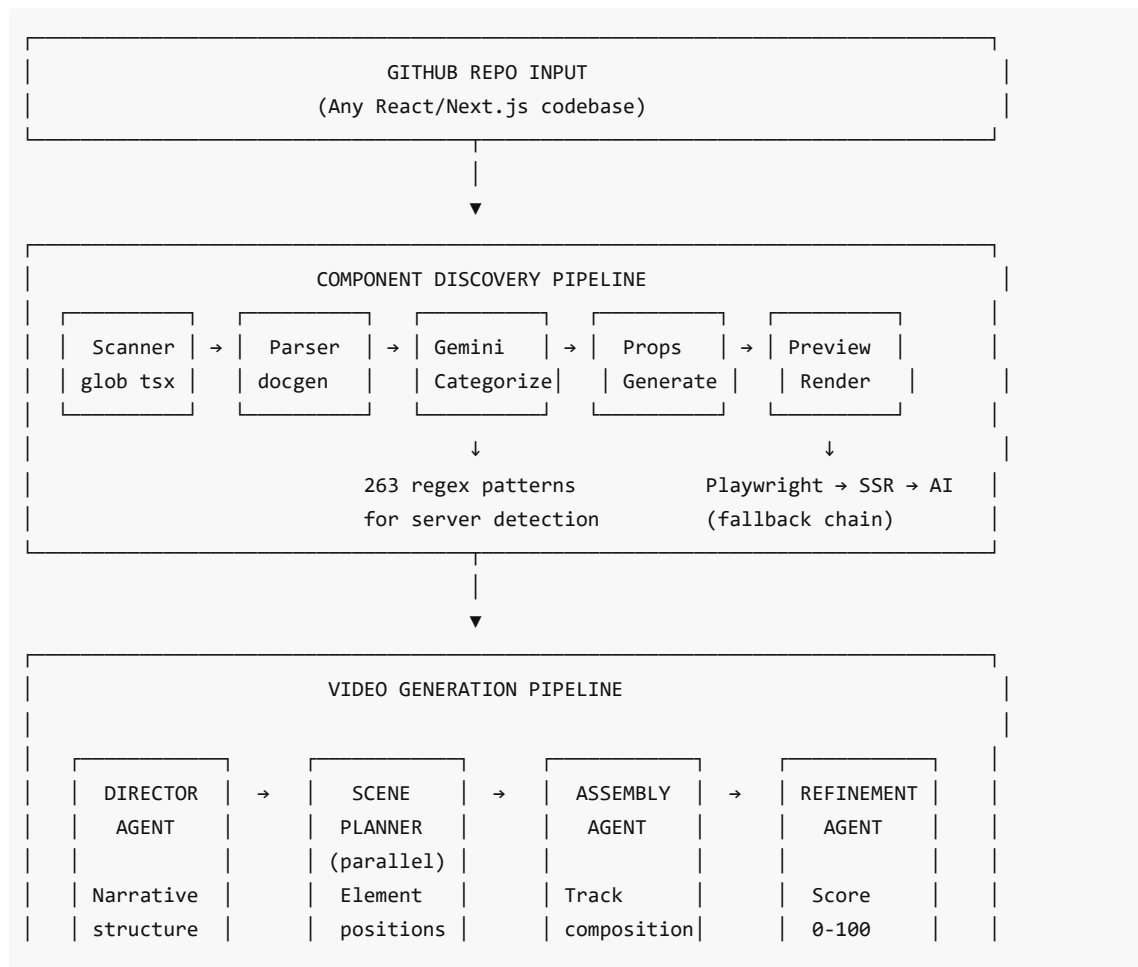 GITHUB REPO INPUT
(Any React/Next.js codebase)
▼
COMPONENT DISCOVERY PIPELINE
Scanner → Parser → Gemini → Props → Preview
glob tsx docgen Categorize Generate Render
↓ ↓
263 regex patterns Playwright → SSR → AI
for server detection (fallback chain)
▼
VIDEO GENERATION PIPELINE
DIRECTOR → SCENE → ASSEMBLY → REFINEMENT
AGENT PLANNER AGENT AGENT
(parallel)
Narrative Element Track Score
structure positions composition 0-100